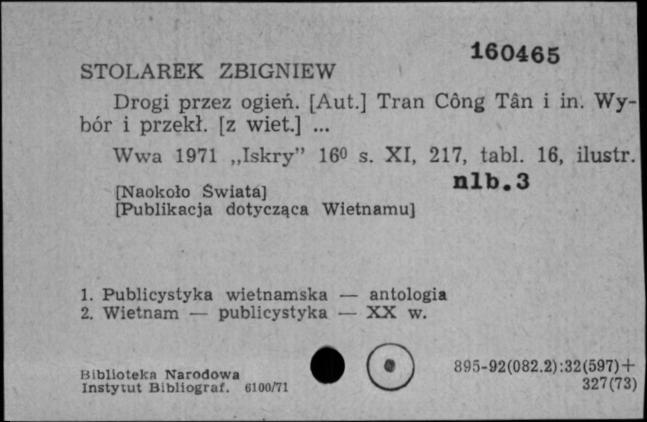 160465
STOLAREK ZBIGNIEW
Drogi przez ogień. [Aut.] Tran Công Tân i in. Wy-
bór i przekł. [z wiet.] ...
Wwa 1971 „Iskry” 16⁰ s. XI, 217, tabl. 16, ilustr.
nlb.3
[Naokoło Świata]
[Publikacja dotycząca Wietnamu]
1. Publicystyka wietnamska — antologia
2. Wietnam — publicystyka — XX w.
Biblioteka Narodowa
Instytut Bibliograf. 6100/71
895-92(082.2):32(597)+
327(73)